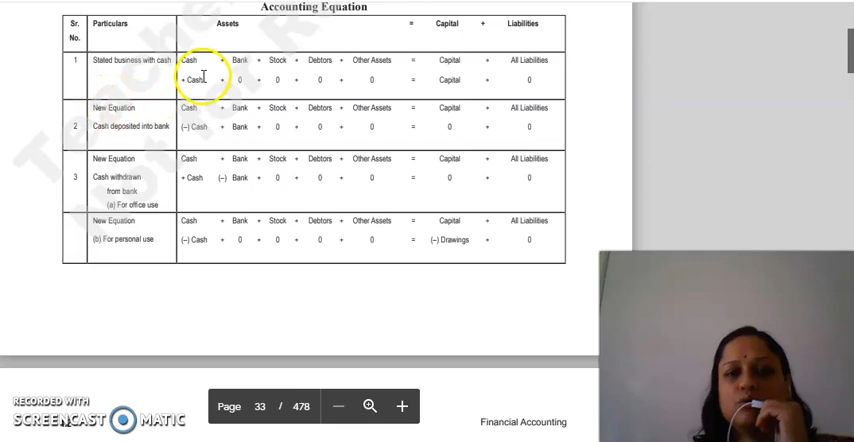 Accounting Equation
Sr. No. Particulars Assets = Capital + Liabilities
1 Stated business with cash Cash + Bank + Stock + Debtors + Other Assets = Capital + All Liabilities
+ Cash + 0 + 0 + 0 + 0 = Capital + 0
New Equation Cash + Bank + Stock + Debtors + Other Assets = Capital + All Liabilities
2 Cash deposited into bank (–) Cash + Bank + 0 + 0 + 0 = 0 + 0
New Equation Cash + Bank + Stock + Debtors + Other Assets = Capital + All Liabilities
3 Cash withdrawn + Cash (–) Bank + 0 + 0 + 0 = 0 + 0
from bank
(a) For office use
New Equation Cash + Bank + Stock + Debtors + Other Assets = Capital + All Liabilities
(b) For personal use (–) Cash + 0 + 0 + 0 + 0 = (–) Drawings + 0
Page 33 / 478
Financial Accounting
RECORDED WITH
SCREENCAST MATIC